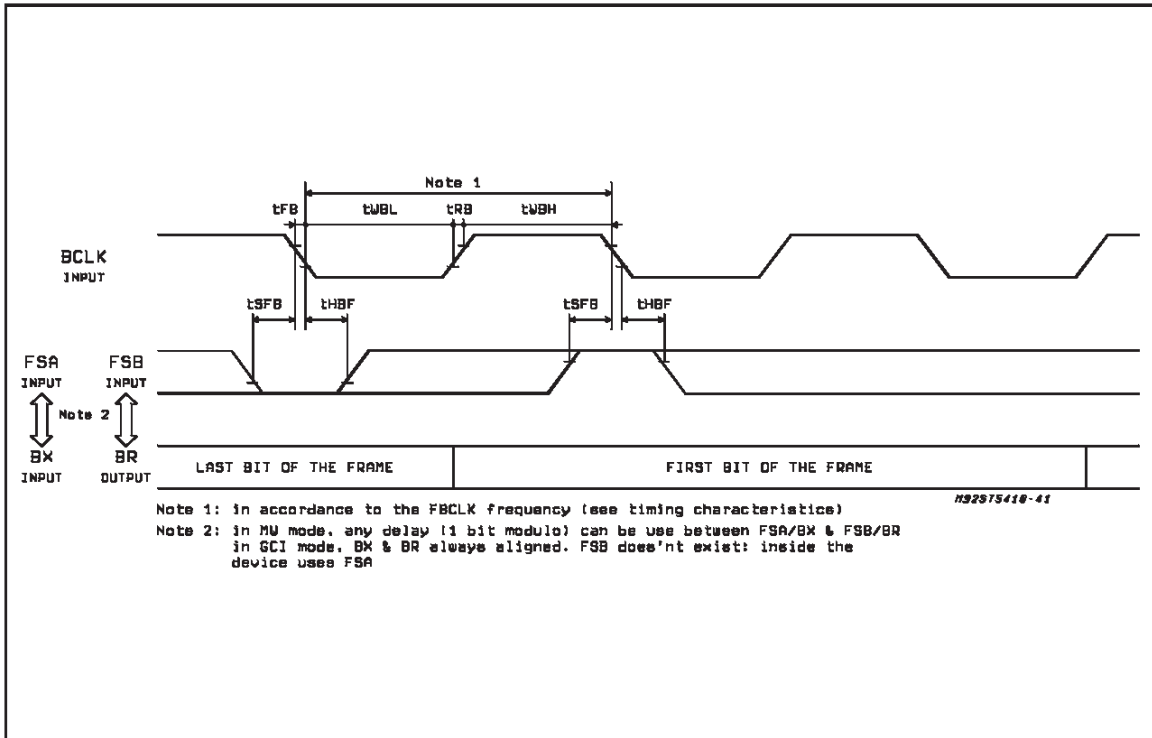 Note 1
tFB tWBL tRB tWBH
BCLK
INPUT
tSFB tHBF tSFB tHBF
FSA FSB
INPUT INPUT
Note 2
BX BR
INPUT OUTPUT
LAST BIT OF THE FRAME FIRST BIT OF THE FRAME
M92ST5410-41
Note 1: in accordance to the FBCLK frequency (see timing characteristics)
Note 2: in MW mode, any delay (1 bit modulo) can be use between FSA/BX & FSB/BR
in GCI mode, BX & BR always aligned. FSB does'nt exist: inside the
device uses FSA